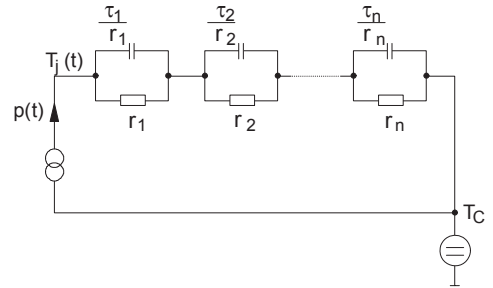 τ1 τ2 τn
r1 r2 rn
Tj (t)
r1 r2 rn
p(t)
TC